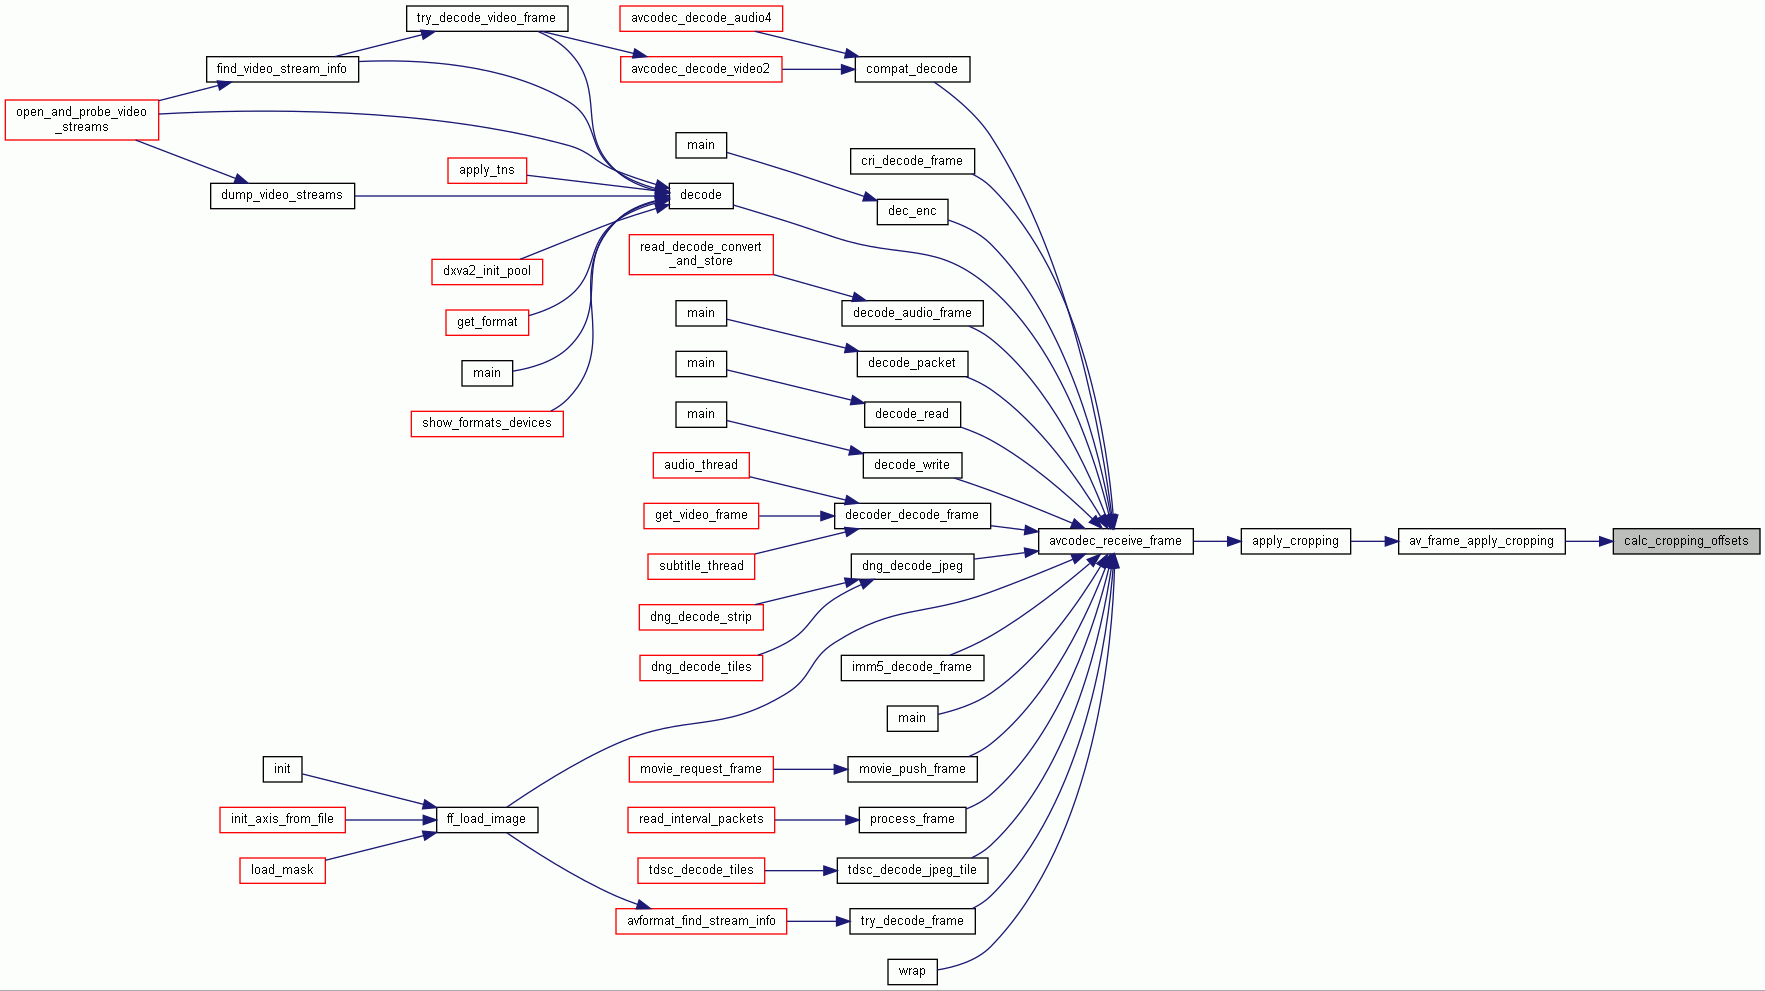 try_decode_video_frame
avcodec_decode_audio4
find_video_stream_info
avcodec_decode_video2
compat_decode
open_and_probe_video
_streams
main
cri_decode_frame
apply_tns
dump_video_streams
decode
dec_enc
read_decode_convert
_and_store
dxva2_init_pool
main
decode_audio_frame
get_format
main
decode_packet
main
main
decode_read
show_formats_devices
audio_thread
decode_write
get_video_frame
decoder_decode_frame
avcodec_receive_frame
apply_cropping
av_frame_apply_cropping
calc_cropping_offsets
subtitle_thread
dng_decode_jpeg
dng_decode_strip
dng_decode_tiles
imm5_decode_frame
main
init
movie_request_frame
movie_push_frame
init_axis_from_file
ff_load_image
read_interval_packets
process_frame
load_mask
tdsc_decode_tiles
tdsc_decode_jpeg_tile
avformat_find_stream_info
try_decode_frame
wrap